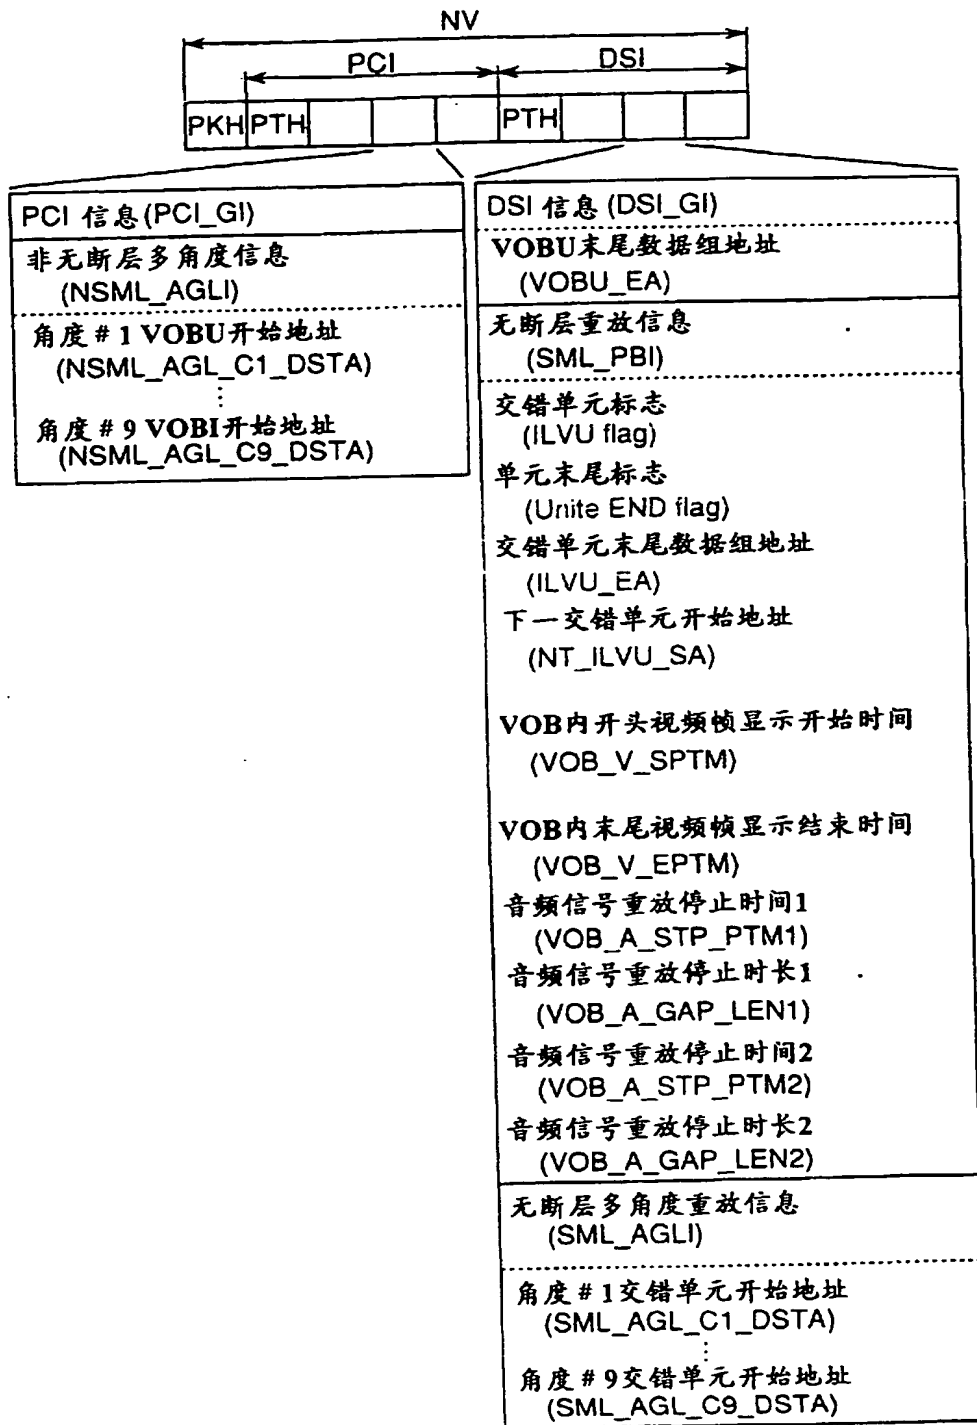 NV
PCI
DSI
PKH PTH PTH
PCI 信息(PCI_GI)
非无断层多角度信息
(NSML_AGLI)
角度#1 VOBU开始地址
(NSML_AGL_C1_DSTA)
⋮
角度#9 VOBI开始地址
(NSML_AGL_C9_DSTA)
DSI 信息(DSI_GI)
VOBU末尾数据组地址
(VOBU_EA)
无断层重放信息
(SML_PBI)
交错单元标志
(ILVU flag)
单元末尾标志
(Unite END flag)
交错单元末尾数据组地址
(ILVU_EA)
下一交错单元开始地址
(NT_ILVU_SA)
VOB内开头视频帧显示开始时间
(VOB_V_SPTM)
VOB内末尾视频帧显示结束时间
(VOB_V_EPTM)
音频信号重放停止时间1
(VOB_A_STP_PTM1)
音频信号重放停止时长1
(VOB_A_GAP_LEN1)
音频信号重放停止时间2
(VOB_A_STP_PTM2)
音频信号重放停止时长2
(VOB_A_GAP_LEN2)
无断层多角度重放信息
(SML_AGLI)
角度#1交错单元开始地址
(SML_AGL_C1_DSTA)
⋮
角度#9交错单元开始地址
(SML_AGL_C9_DSTA)